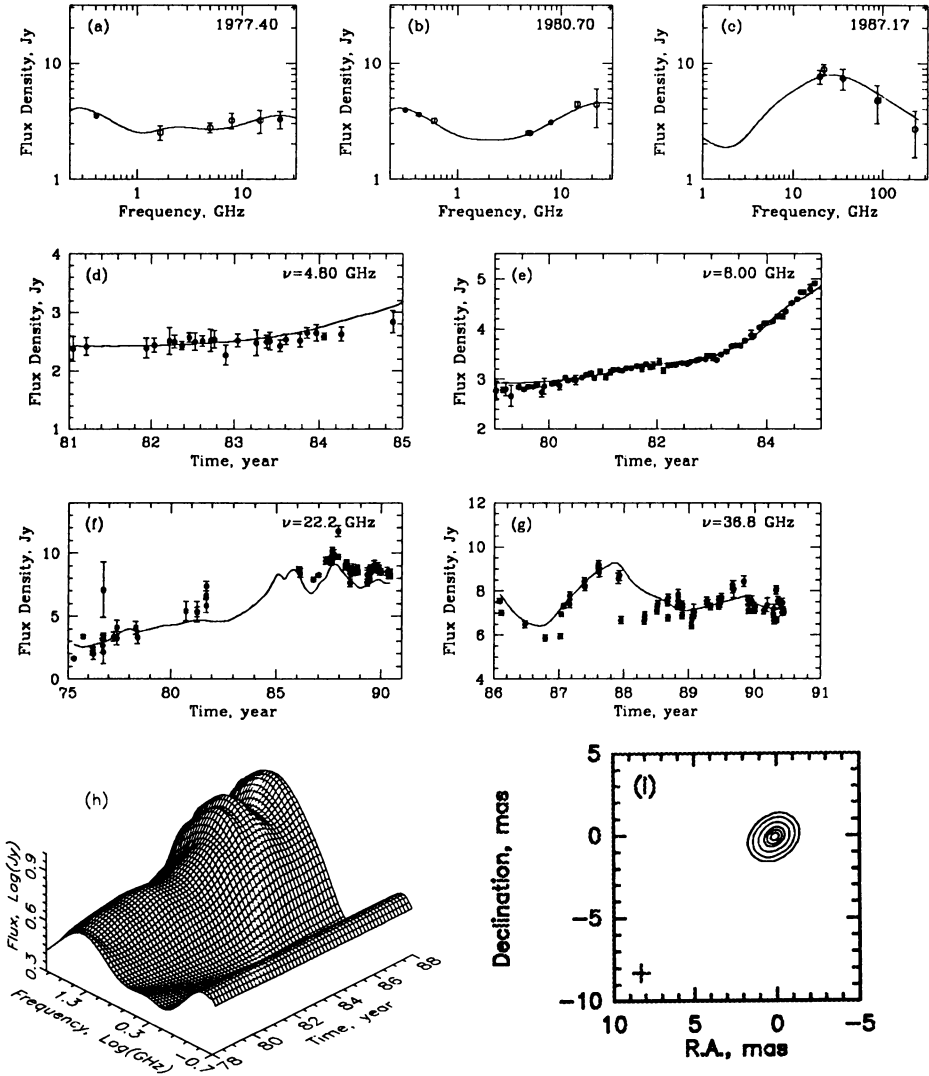 (a) 1977.40
Flux Density, Jy
10
1
1 10
Frequency, GHz
(b) 1980.70
Flux Density, Jy
10
1
1 10
Frequency, GHz
(c) 1987.17
Flux Density, Jy
10
1
1 10 100
Frequency, GHz
(d) ν=4.80 GHz
Flux Density, Jy
4
3
2
1
81 82 83 84 85
Time, year
(e) ν=8.00 GHz
Flux Density, Jy
5
4
3
2
80 82 84
Time, year
(f) ν=22.2 GHz
Flux Density, Jy
10
5
0
75 80 85 90
Time, year
(g) ν=36.8 GHz
Flux Density, Jy
12
10
8
6
4
86 87 88 89 90 91
Time, year
(h)
Flux, Log(Jy)
0.3 0.6 0.9
Frequency, Log(GHz)
1.3 0.3 -0.7
78 80 82 84 86 88
Time, year
(i)
Declination, mas
5
0
-5
-10
10 5 0 -5
R.A., mas